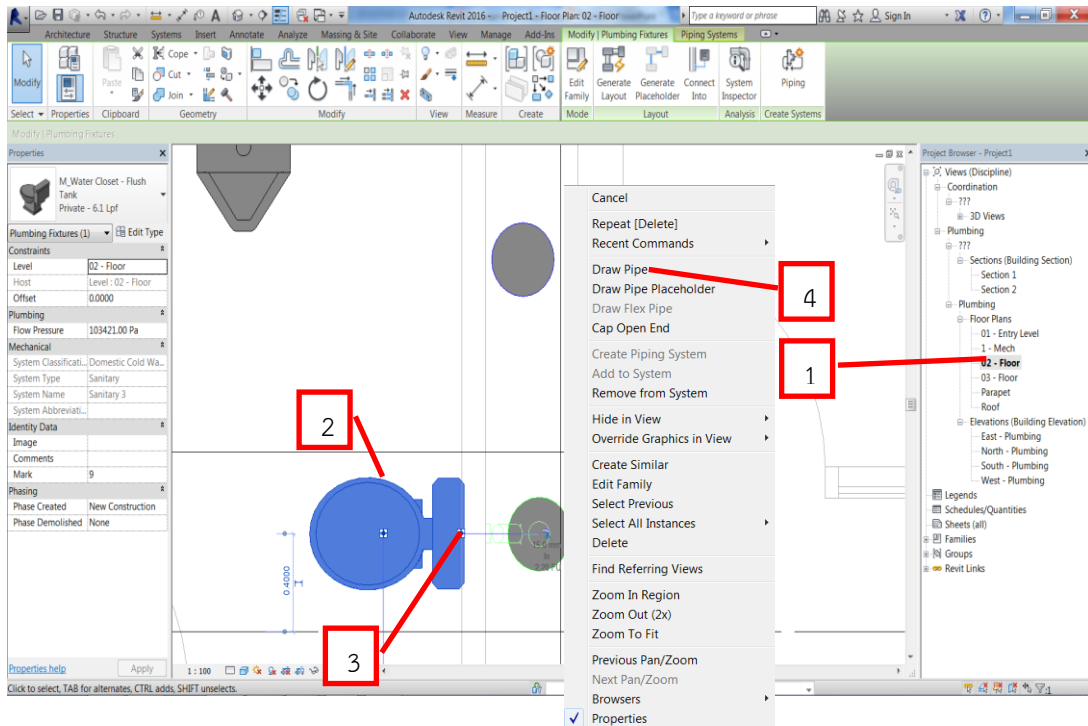 Autodesk Revit 2016 - Project1 - Floor Plan: 02 - Floor
Type a keyword or phrase
Sign In
Architecture Structure Systems Insert Annotate Analyze Massing & Site Collaborate View Manage Add-Ins Modify | Plumbing Fixtures Piping Systems
Modify Paste Cope Cut Join Edit Family Generate Layout Generate Placeholder Connect Into System Inspector Piping
Select Properties Clipboard Geometry Modify View Measure Create Mode Layout Analysis Create Systems
Modify | Plumbing Fixtures
Properties
M_Water Closet - Flush
Tank
Private - 6.1 Lpf
Plumbing Fixtures (1) Edit Type
Constraints
Level 02 - Floor
Host Level : 02 - Floor
Offset 0.0000
Plumbing
Flow Pressure 103421.00 Pa
Mechanical
System Classificati... Domestic Cold Wa...
System Type Sanitary
System Name Sanitary 3
System Abbreviati...
Identity Data
Image
Comments
Mark 9
Phasing
Phase Created New Construction
Phase Demolished None
Properties help Apply
2
3
0.4000
1 : 100
Cancel
Repeat [Delete]
Recent Commands
Draw Pipe
Draw Pipe Placeholder
Draw Flex Pipe
Cap Open End
Create Piping System
Add to System
Remove from System
Hide in View
Override Graphics in View
Create Similar
Edit Family
Select Previous
Select All Instances
Delete
Find Referring Views
Zoom In Region
Zoom Out (2x)
Zoom To Fit
Previous Pan/Zoom
Next Pan/Zoom
Browsers
Properties
4
1
Project Browser - Project1
Views (Discipline)
Coordination
???
3D Views
Plumbing
???
Sections (Building Section)
Section 1
Section 2
Plumbing
Floor Plans
01 - Entry Level
1 - Mech
02 - Floor
03 - Floor
Parapet
Roof
Elevations (Building Elevation)
East - Plumbing
North - Plumbing
South - Plumbing
West - Plumbing
Legends
Schedules/Quantities
Sheets (all)
Families
Groups
Revit Links
Click to select, TAB for alternates, CTRL adds, SHIFT unselects.
:1